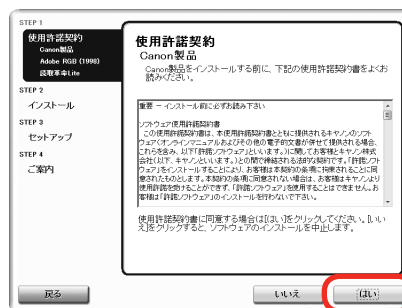 STEP 1
使用許諾契約
Canon製品
Adobe RGB (1998)
読取革命Lite
STEP 2
インストール
STEP 3
セットアップ
STEP 4
ご案内
使用許諾契約
Canon製品
Canon製品をインストールする前に、下記の使用許諾契約書をよくお
読みください。
重要 － インストール前に必ずお読み下さい
ソフトウェア使用許諾契約書
この使用許諾契約書は、本使用許諾契約書とともに提供されるキヤノンのソフト
ウェア(オンラインマニュアルおよびその他の電子的文書が併せて提供される場合、
これらを含み、以下「許諾ソフトウェア」といいます。)に関してお客様とキヤノン株式
会社(以下、キヤノンといいます。)との間で締結される法的な契約です。「許諾ソフト
ウェア」をインストールすることにより、お客様は本契約の条項に拘束されることに同
意されたものとします。本契約の条項に同意されない場合は、お客様はキヤノンより
使用許諾を受けることができず、「許諾ソフトウェア」を使用することはできません。お
客様は「許諾ソフトウェア」のインストールを行わないで下さい。
使用許諾契約書に同意する場合は[はい]をクリックしてください。[いい
え]をクリックすると、ソフトウェアのインストールを中止します。
戻る
いいえ
はい